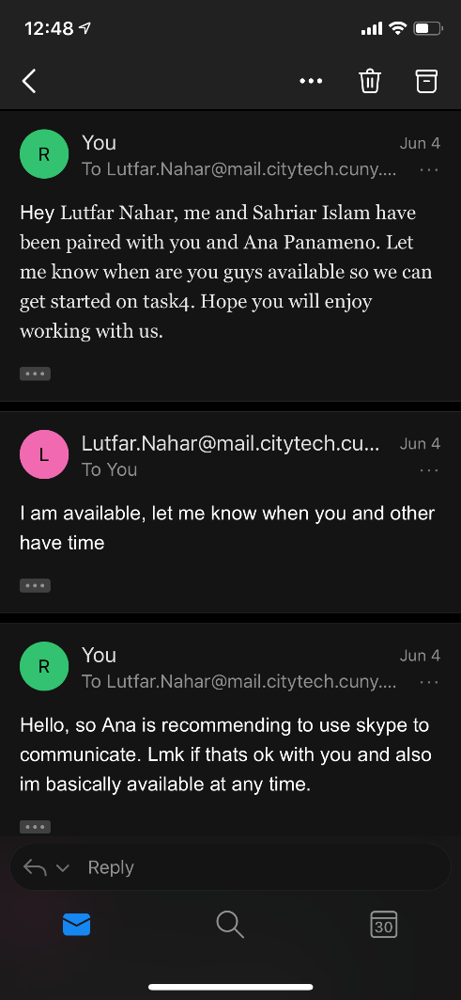 12:48
R
You
Jun 4
To Lutfar.Nahar@mail.citytech.cuny....
Hey Lutfar Nahar, me and Sahriar Islam have
been paired with you and Ana Panameno. Let
me know when are you guys available so we can
get started on task4. Hope you will enjoy
working with us.
L
Lutfar.Nahar@mail.citytech.cu...
Jun 4
To You
I am available, let me know when you and other
have time
R
You
Jun 4
To Lutfar.Nahar@mail.citytech.cuny....
Hello, so Ana is recommending to use skype to
communicate. Lmk if thats ok with you and also
im basically available at any time.
Reply
30